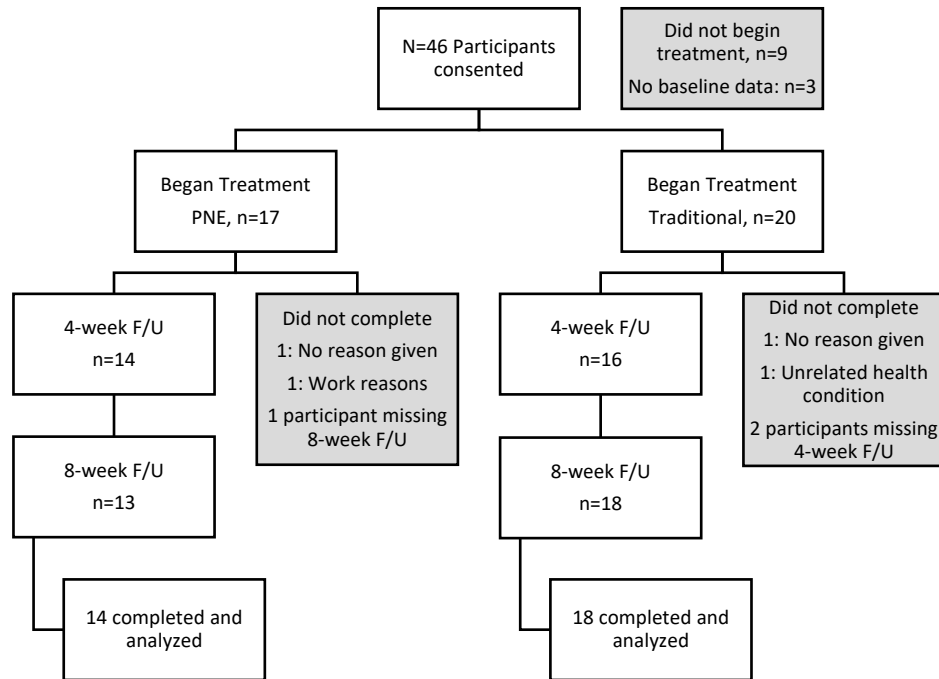 N=46 Participants
consented
Did not begin
treatment, n=9
No baseline data: n=3
Began Treatment
PNE, n=17
Began Treatment
Traditional, n=20
4-week F/U
n=14
Did not complete
1: No reason given
1: Work reasons
1 participant missing
8-week F/U
4-week F/U
n=16
Did not complete
1: No reason given
1: Unrelated health
condition
2 participants missing
4-week F/U
8-week F/U
n=13
8-week F/U
n=18
14 completed and
analyzed
18 completed and
analyzed